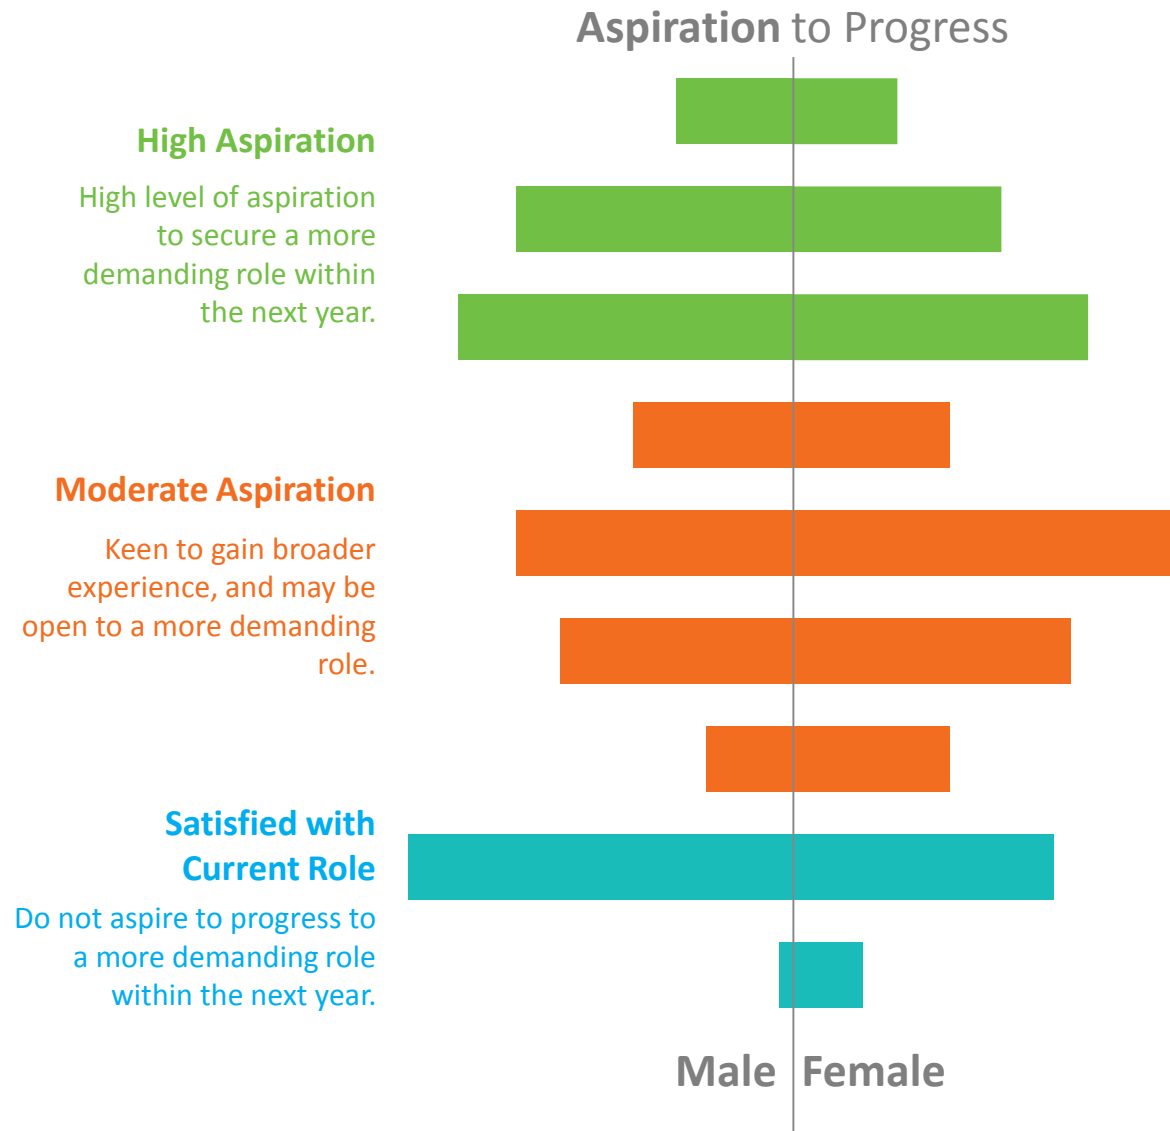 Aspiration to Progress
High Aspiration
High level of aspiration
to secure a more
demanding role within
the next year.
Moderate Aspiration
Keen to gain broader
experience, and may be
open to a more demanding
role.
Satisfied with
Current Role
Do not aspire to progress to
a more demanding role
within the next year.
Male Female